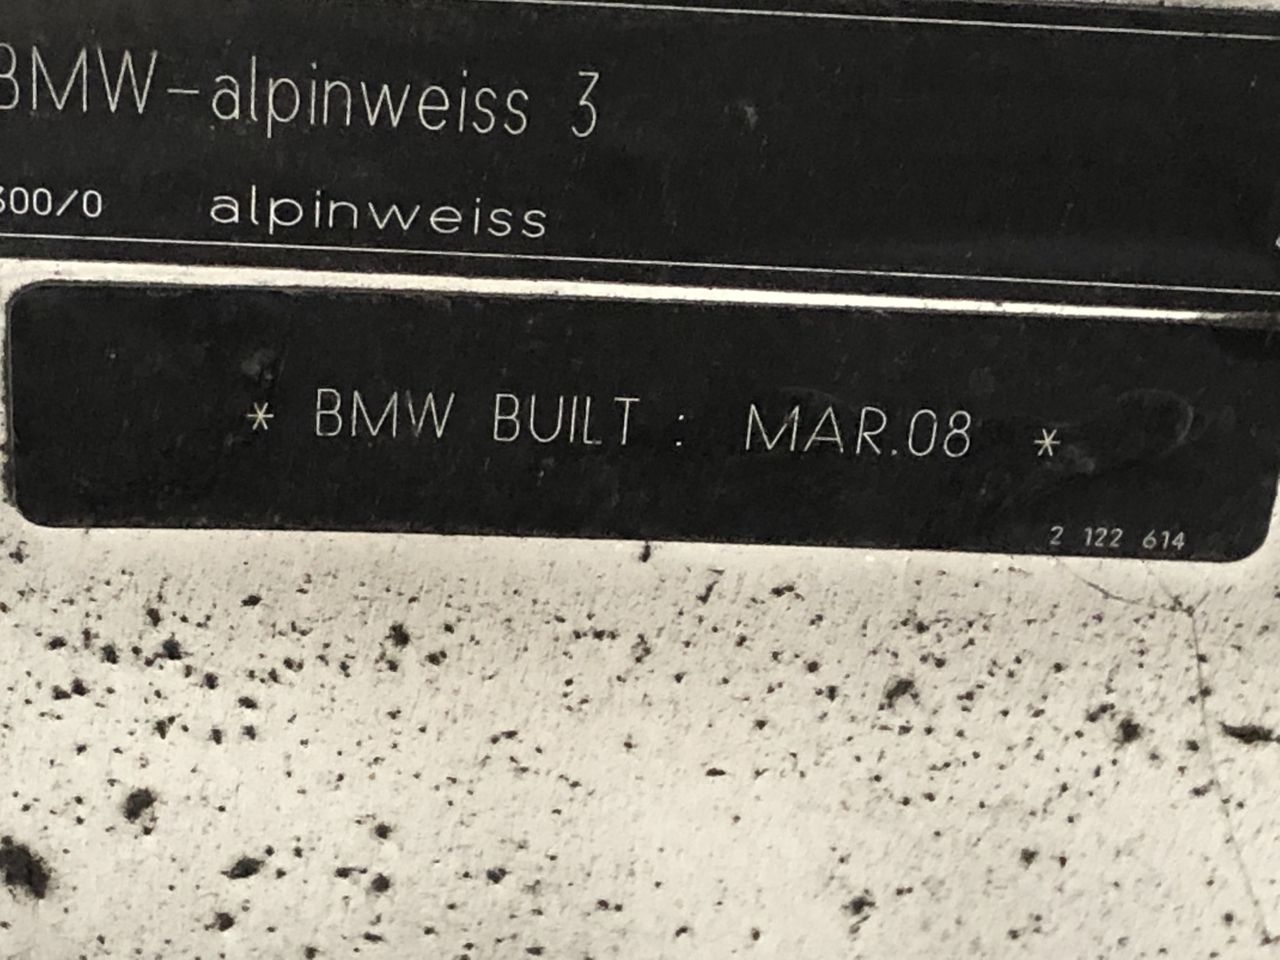 BMW-alpinweiss 3
300/0 alpinweiss
* BMW BUILT : MAR.08 *
2 122 614